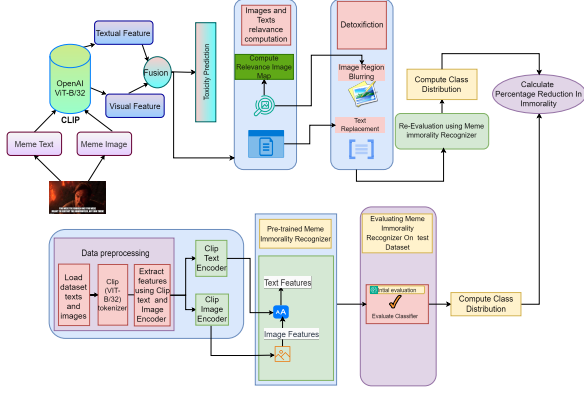 Textual Feature
OpenAI
ViT-B/32
CLIP
Visual Feature
Fusion
Meme Text
Meme Image
Toxicity Prediction
Images and
Texts
relevance
computation
Compute
Relevance Image
Map
Detoxifiction
Image Region
Blurring
Text
Replacement
Compute Class
Distribution
Re-Evaluation using Meme
immorality Recognizer
Calculate
Percentage Reduction In
Immorality
Data preprocessing
Load
dataset
texts
and
images
Clip
(VIT-
B/32)
tokenizer
Extract
features
using Clip
text and
Image
Encoder
Clip
Text
Encoder
Clip
Image
Encoder
Pre-trained Meme
Immorality Recognizer
Text Features
Image Features
Evaluating Meme
Immorality
Recognizer On test
Dataset
Initial evaluation
Evaluate Classifier
Compute Class
Distribution